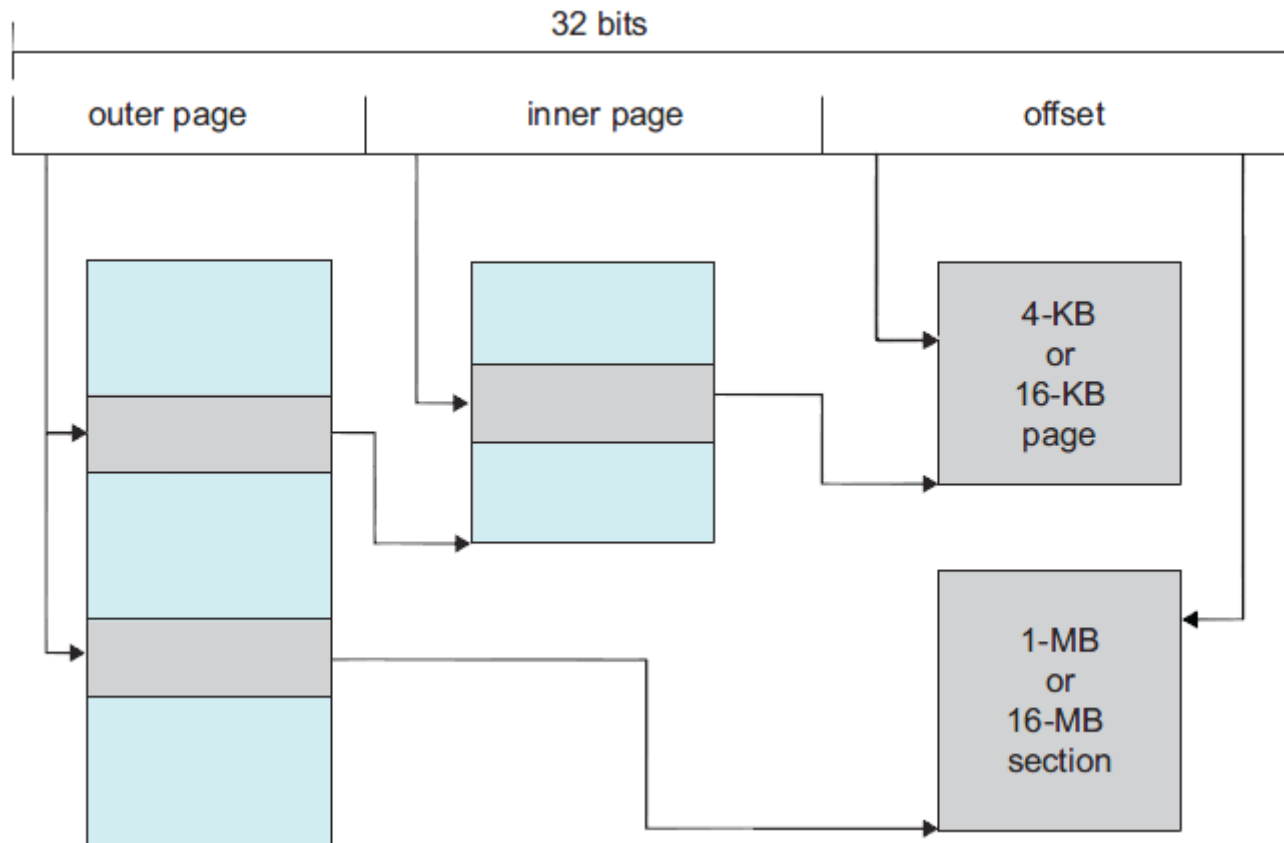 32 bits
outer page
inner page
offset
4-KB
or
16-KB
page
1-MB
or
16-MB
section